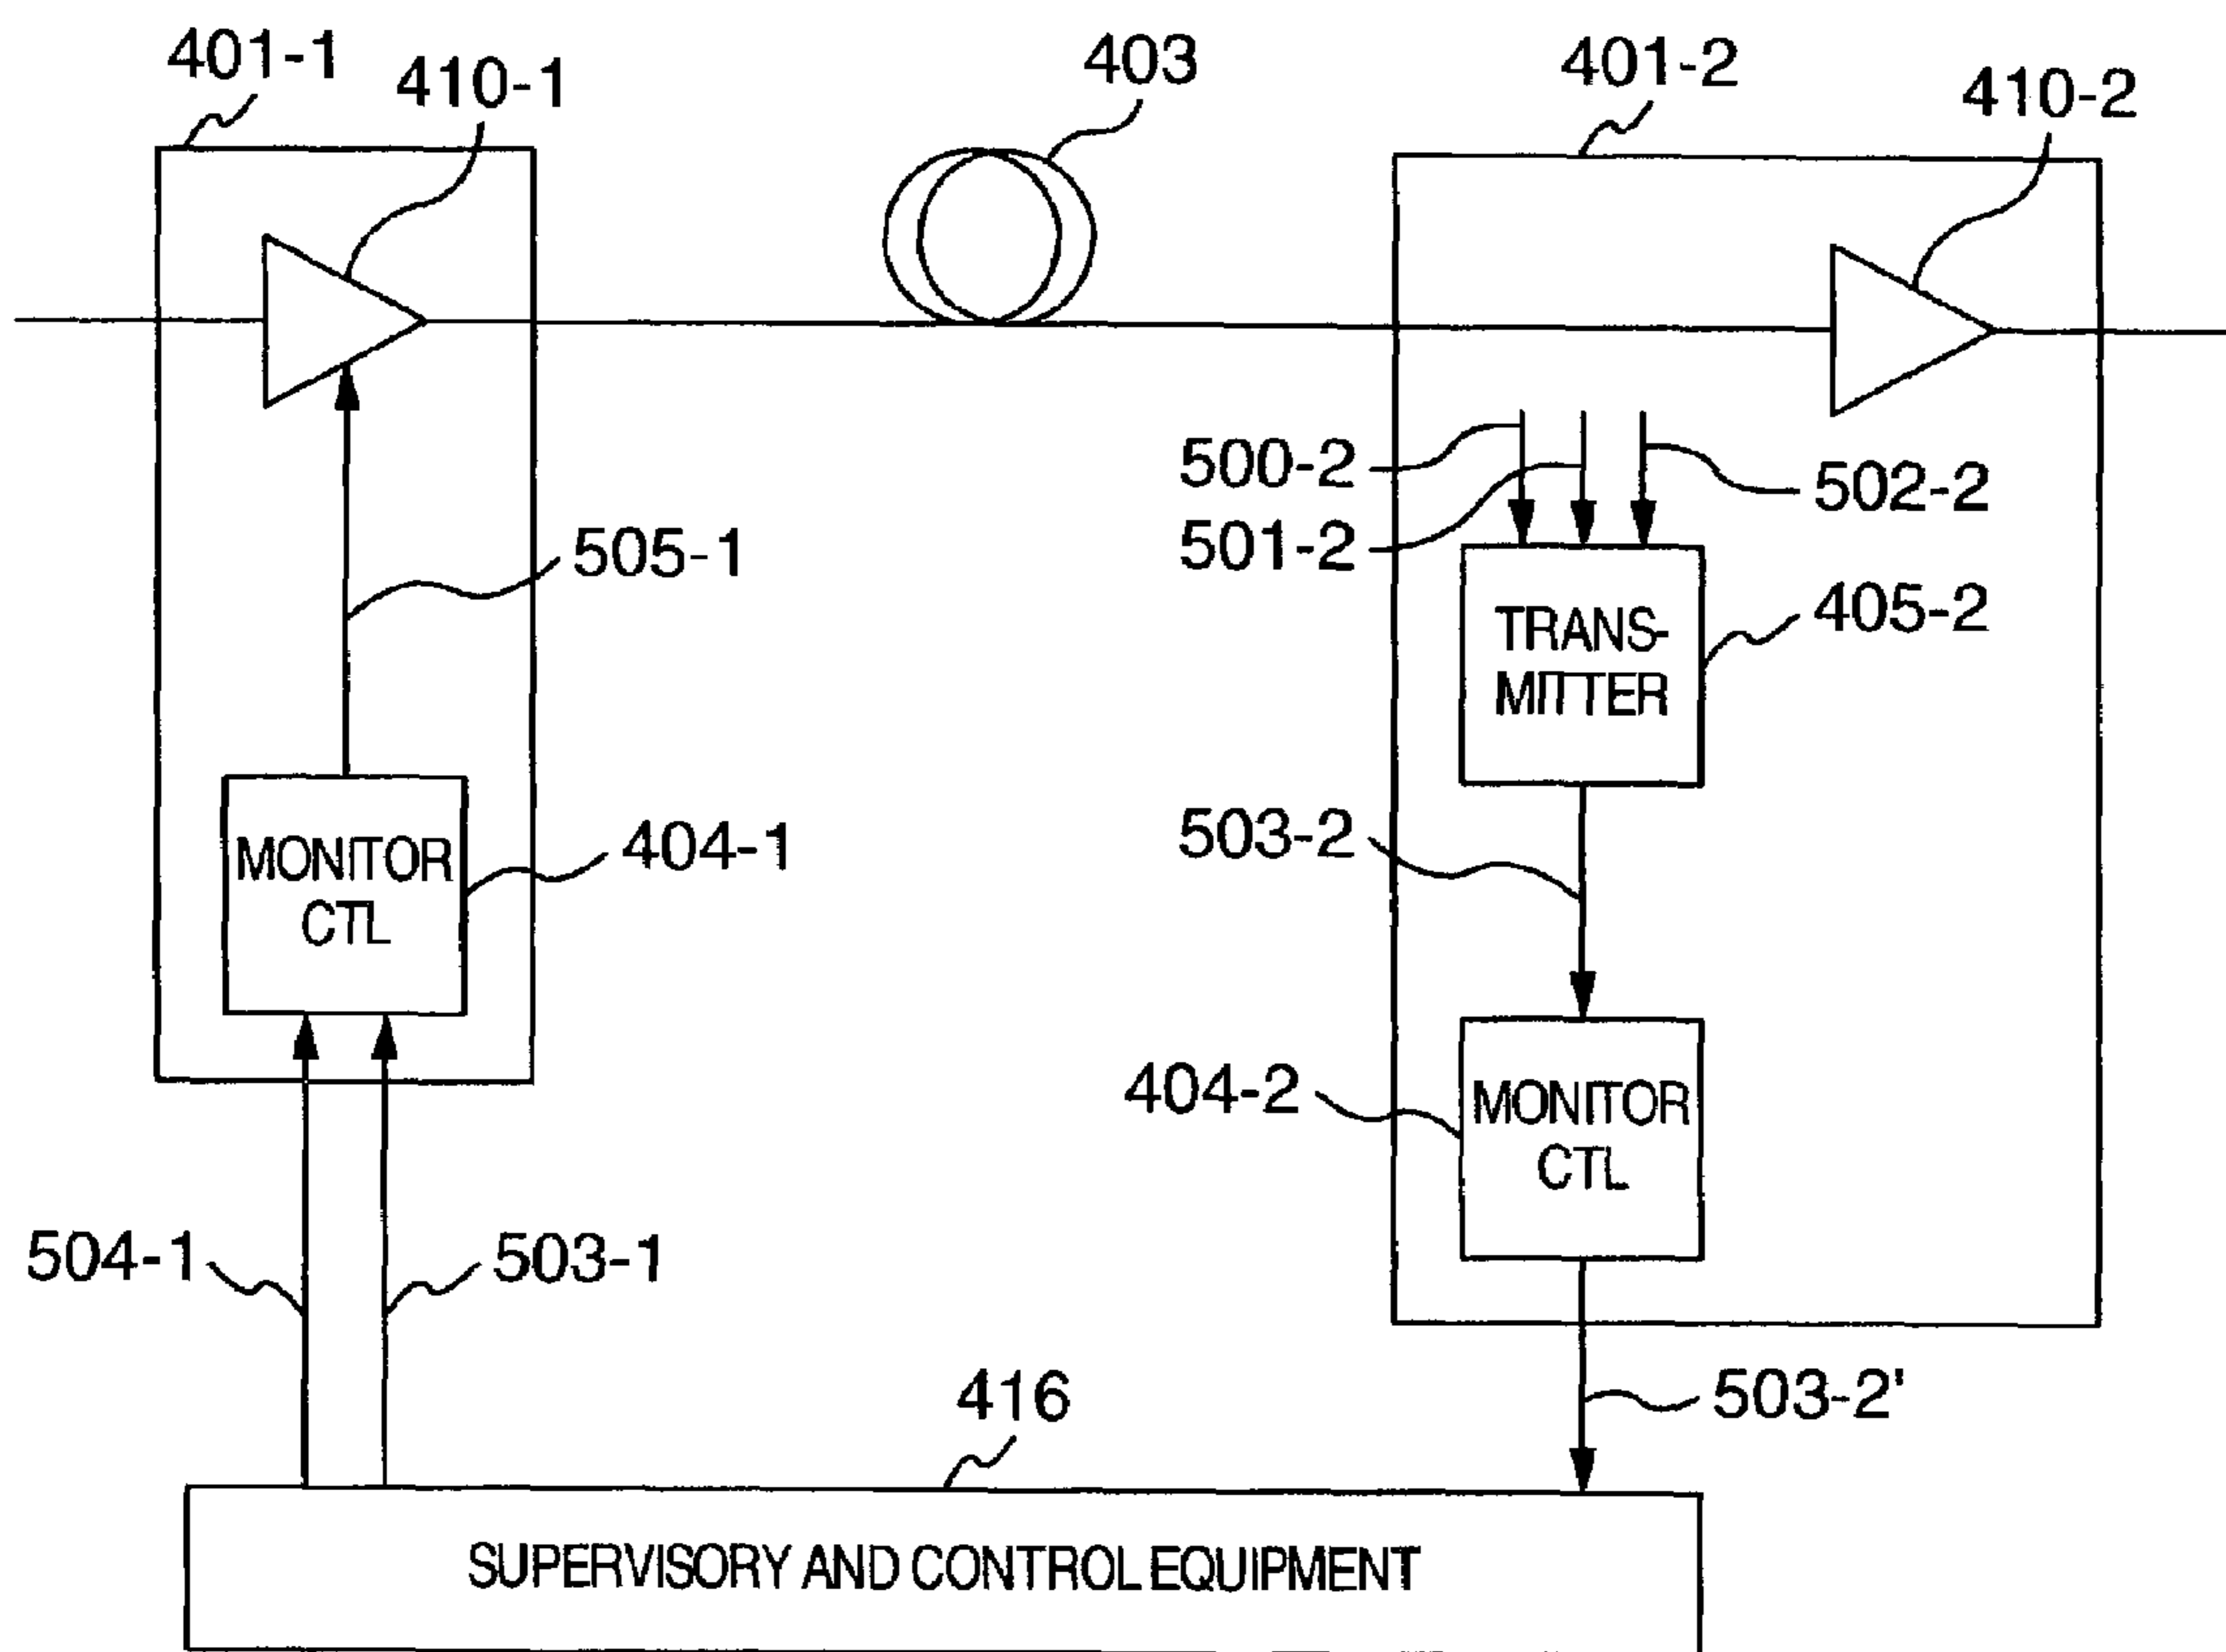 401-1
410-1
403
401-2
410-2
500-2
502-2
501-2
505-1
TRANS-
MITTER
405-2
MONITOR
CTL
404-1
503-2
404-2
MONITOR
CTL
504-1
503-1
416
503-2'
SUPERVISORY AND CONTROL EQUIPMENT